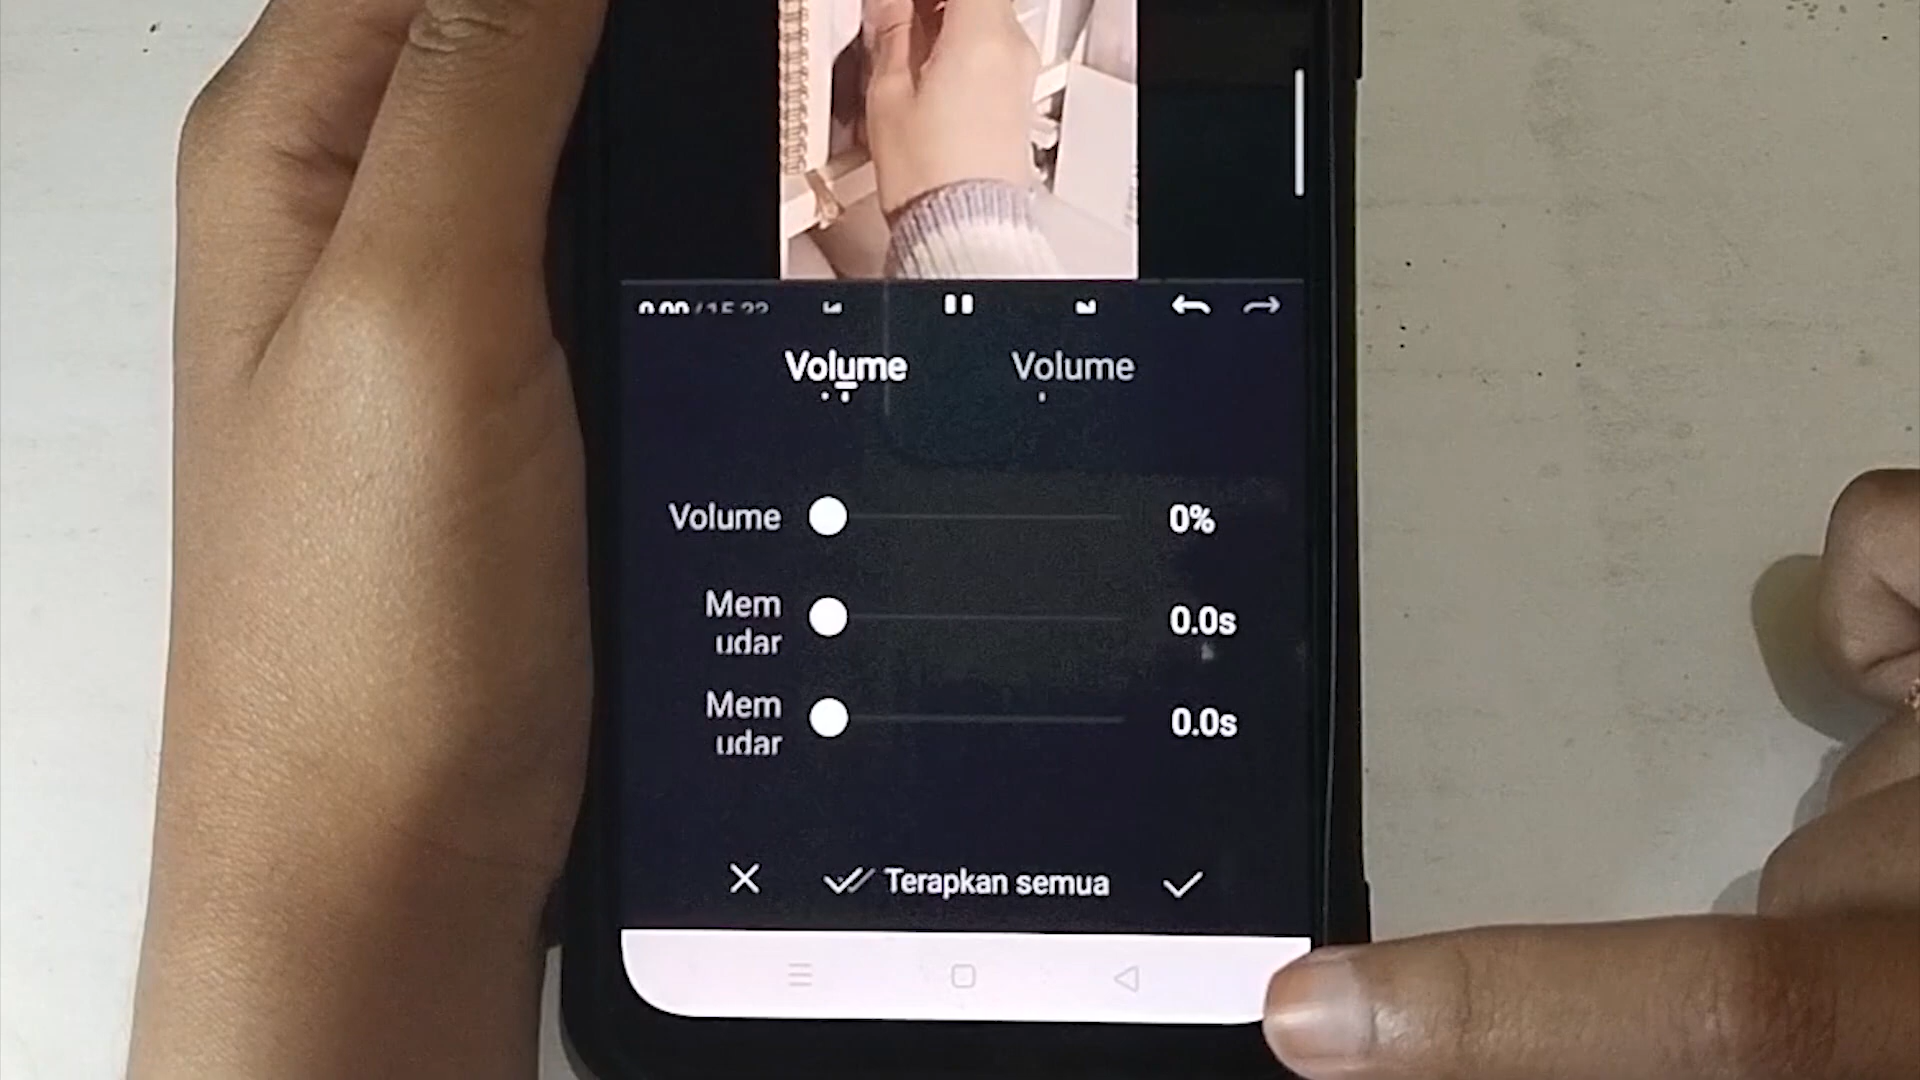 Volume Volume
Volume 0%
Mem
udar 0.0s
Mem
udar 0.0s
Terapkan semua